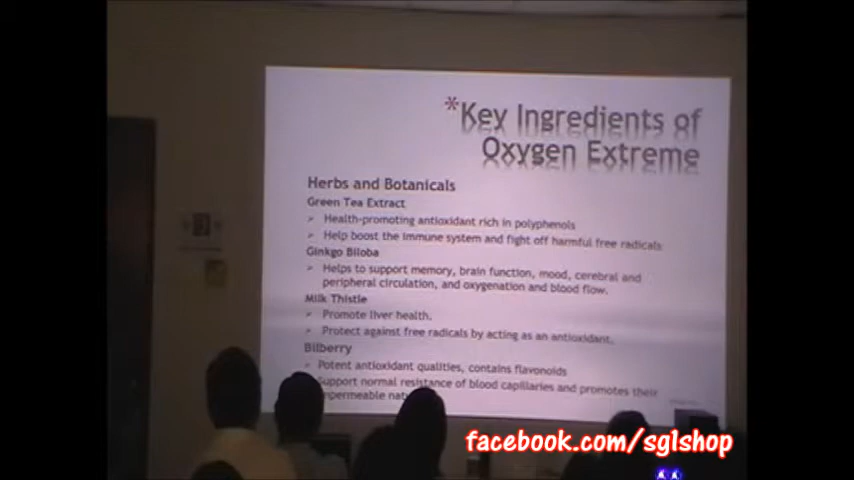 *Key Ingredients of
Oxygen Extreme
Herbs and Botanicals
Green Tea Extract
Health-promoting antioxidant rich in polyphenols
Help boost the immune system and fight off harmful free radicals
Ginkgo Biloba
Helps to support memory, brain function, mood, cerebral and
peripheral circulation, and oxygenation and blood flow.
Milk Thistle
Promote liver health.
Protect against free radicals by acting as an antioxidant.
Bilberry
Potent antioxidant qualities, contains flavonoids
Support normal resistance of blood capillaries and promotes their
impermeable
facebook.com/sg1shop